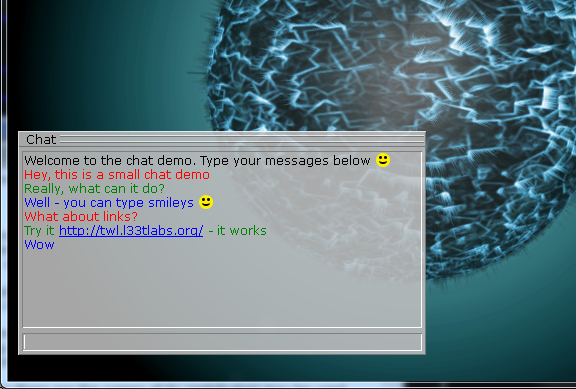 Chat
Welcome to the chat demo. Type your messages below
Hey, this is a small chat demo
Really, what can it do?
Well - you can type smileys
What about links?
Try it http://twl.l33tlabs.org/ - it works
Wow